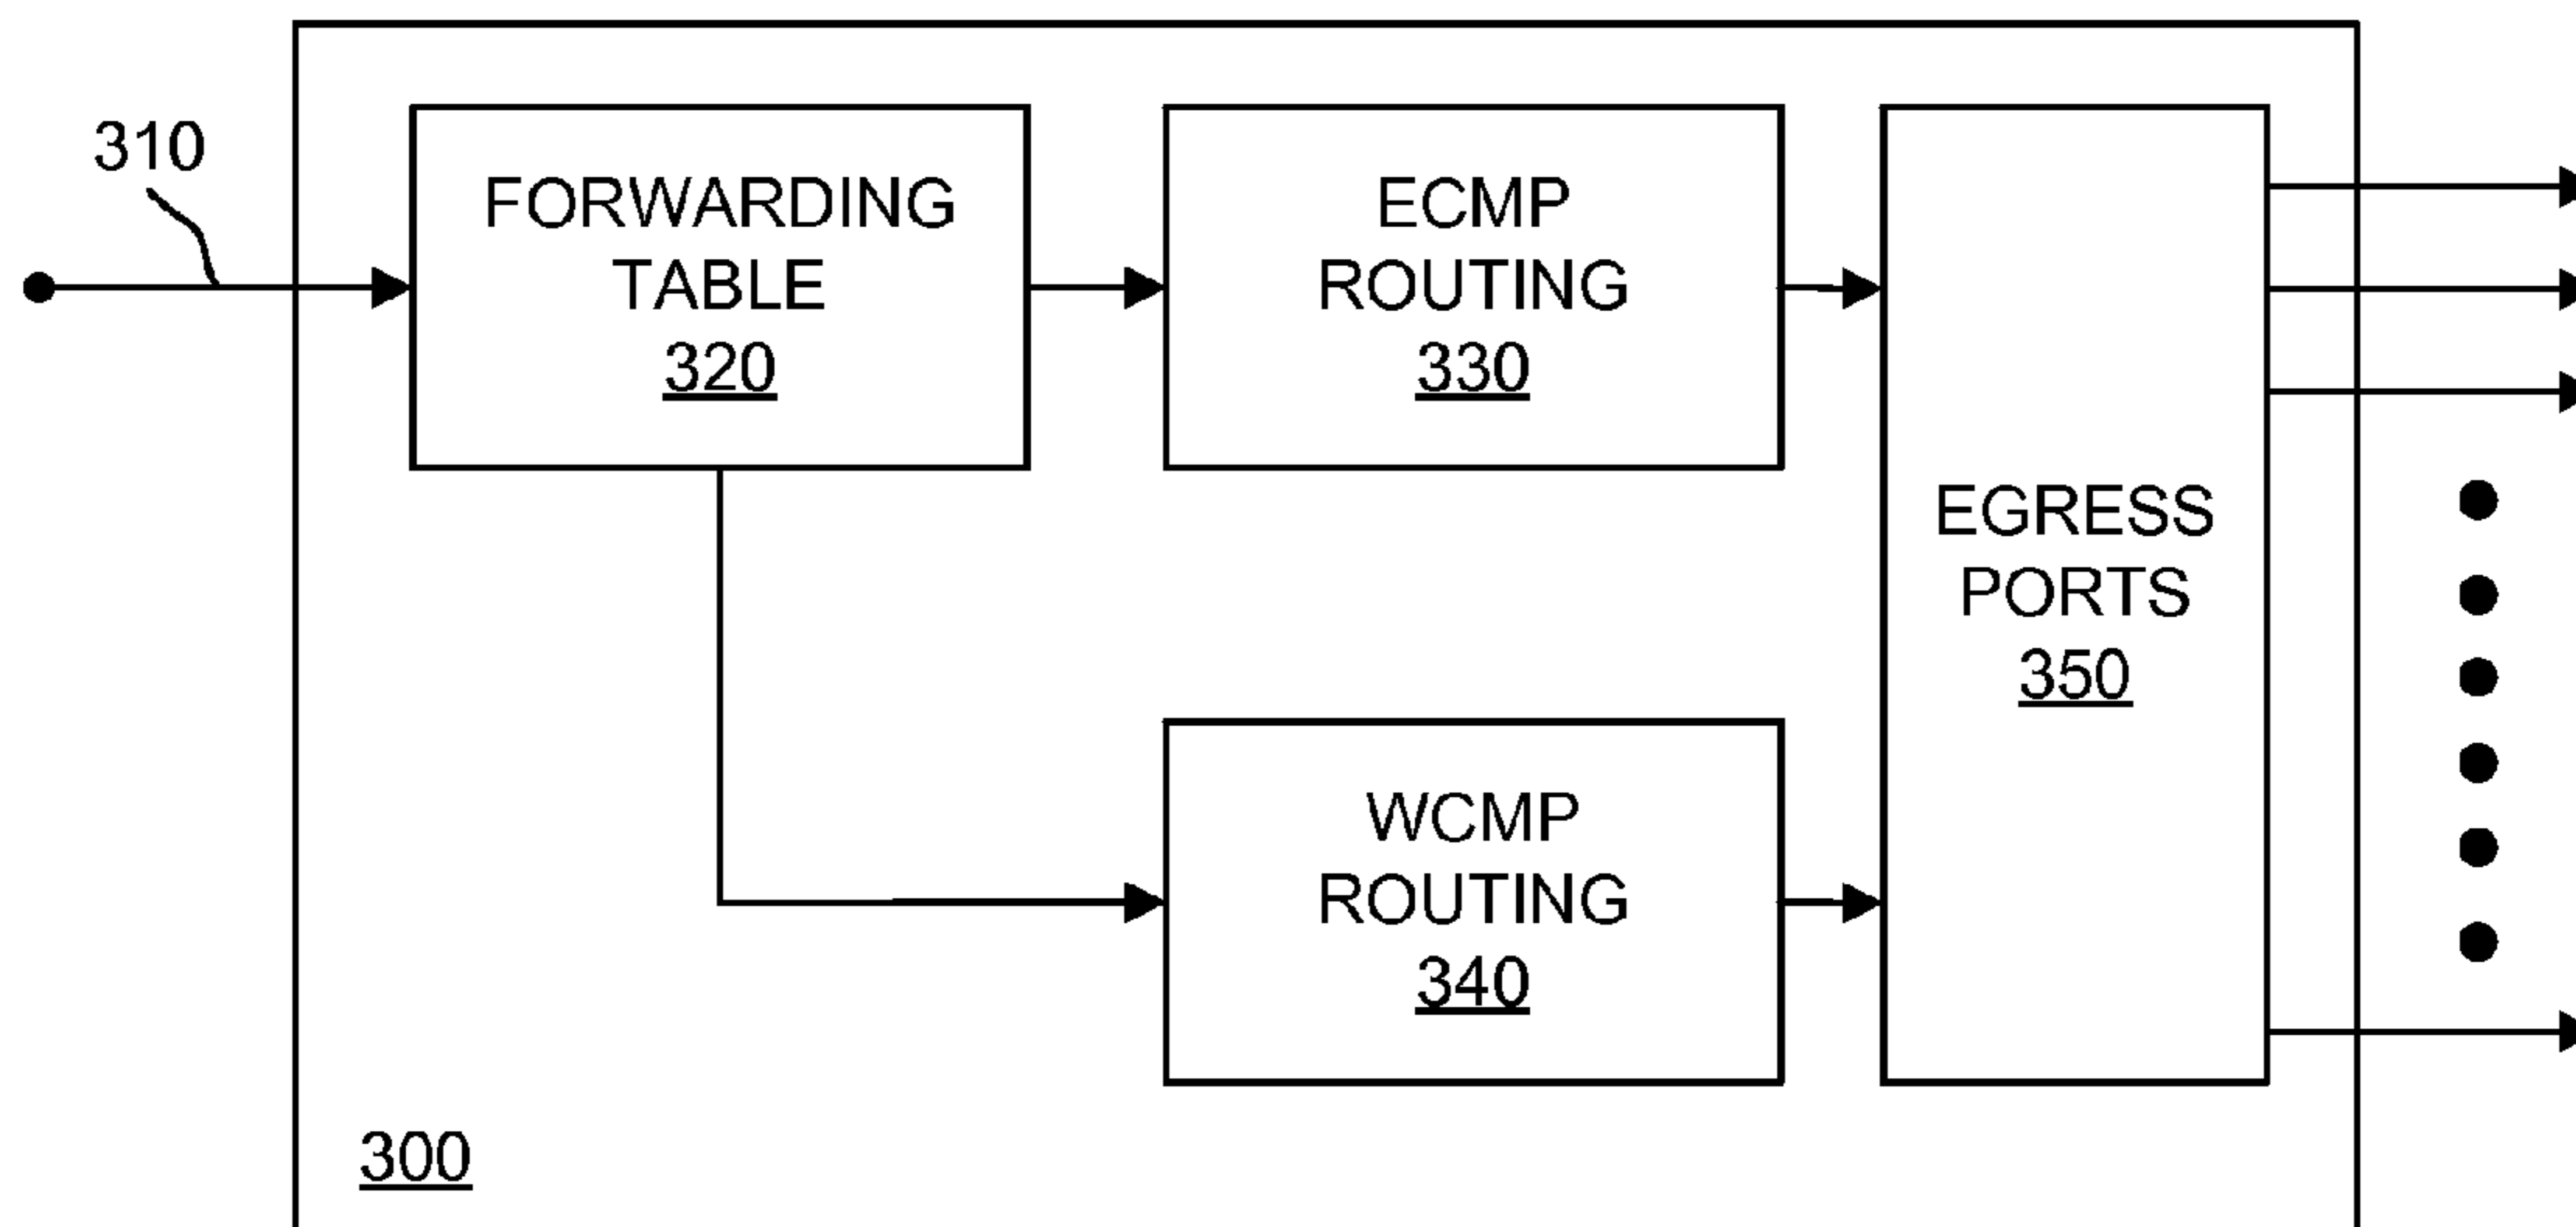 310
FORWARDING
TABLE
320
ECMP
ROUTING
330
EGRESS
PORTS
350
WCMP
ROUTING
340
300